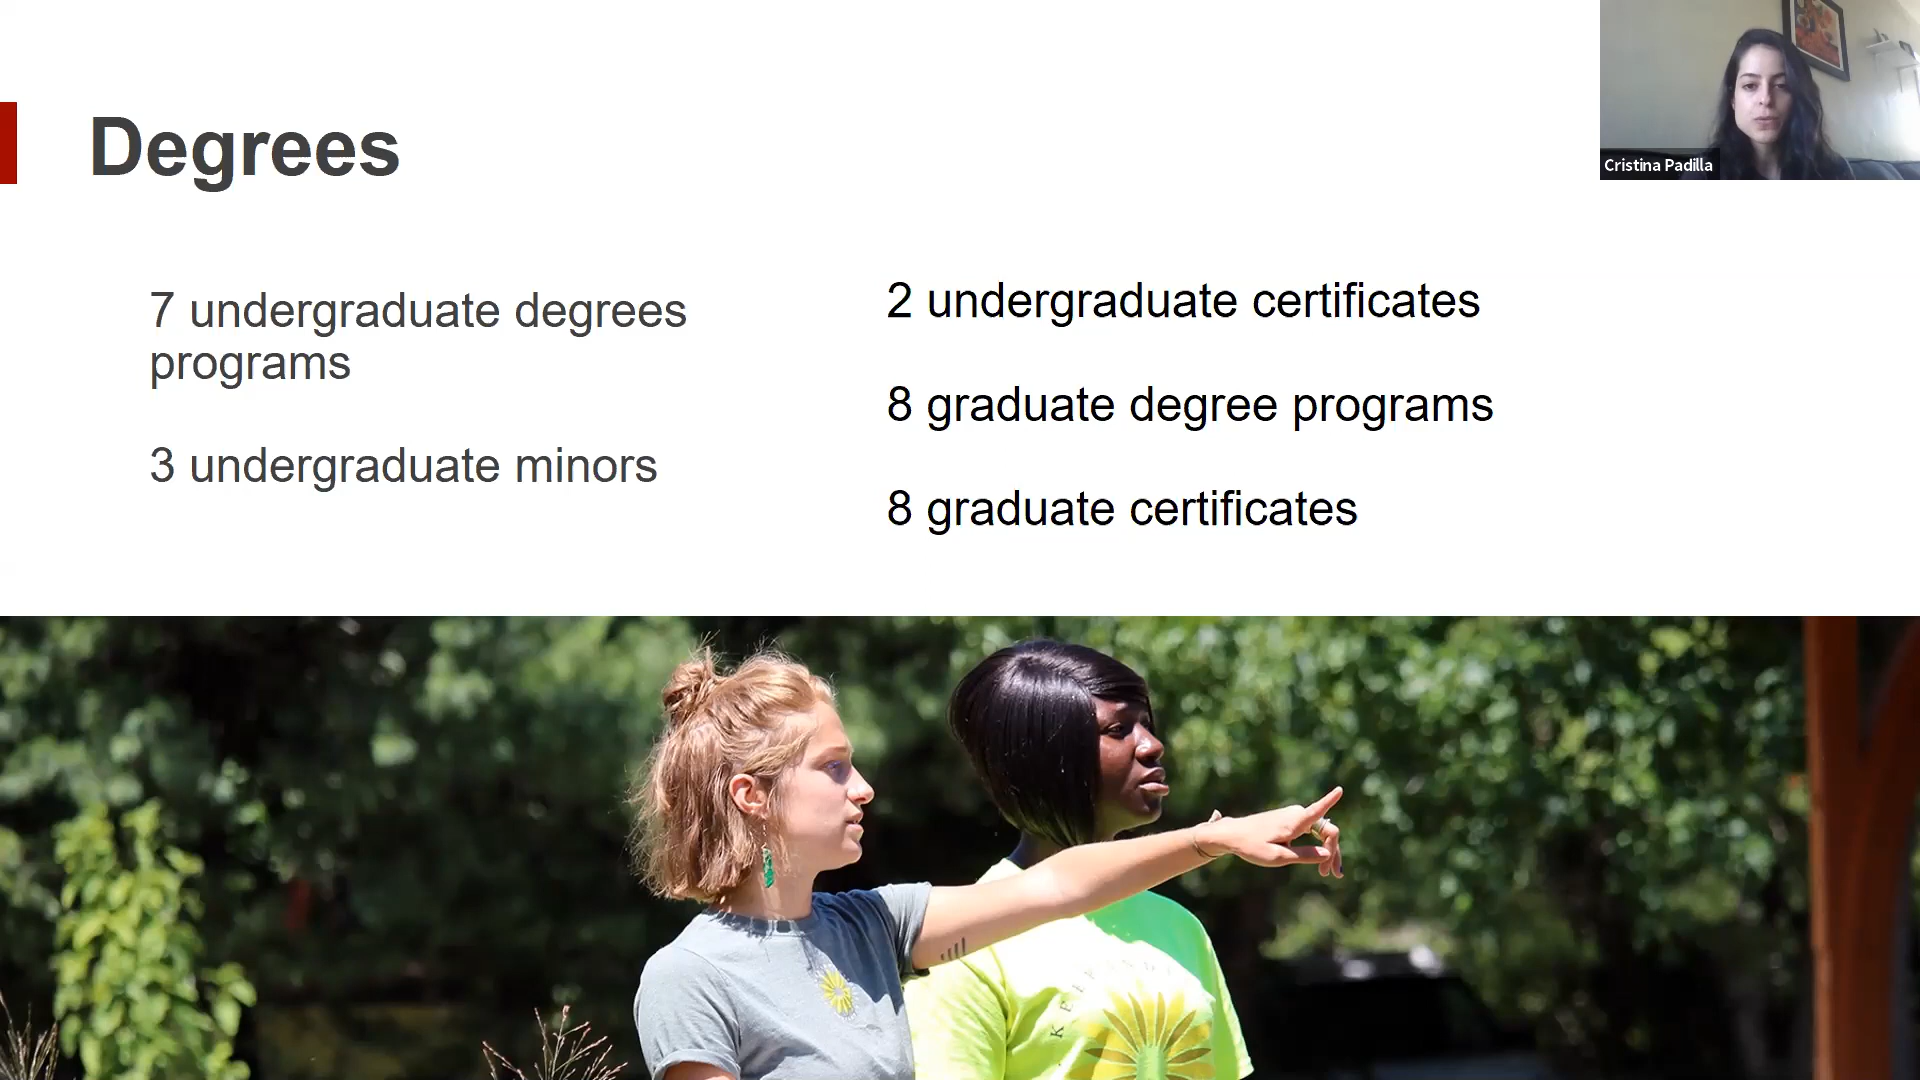 Degrees
Cristina Padilla
7 undergraduate degrees
programs
3 undergraduate minors
2 undergraduate certificates
8 graduate degree programs
8 graduate certificates